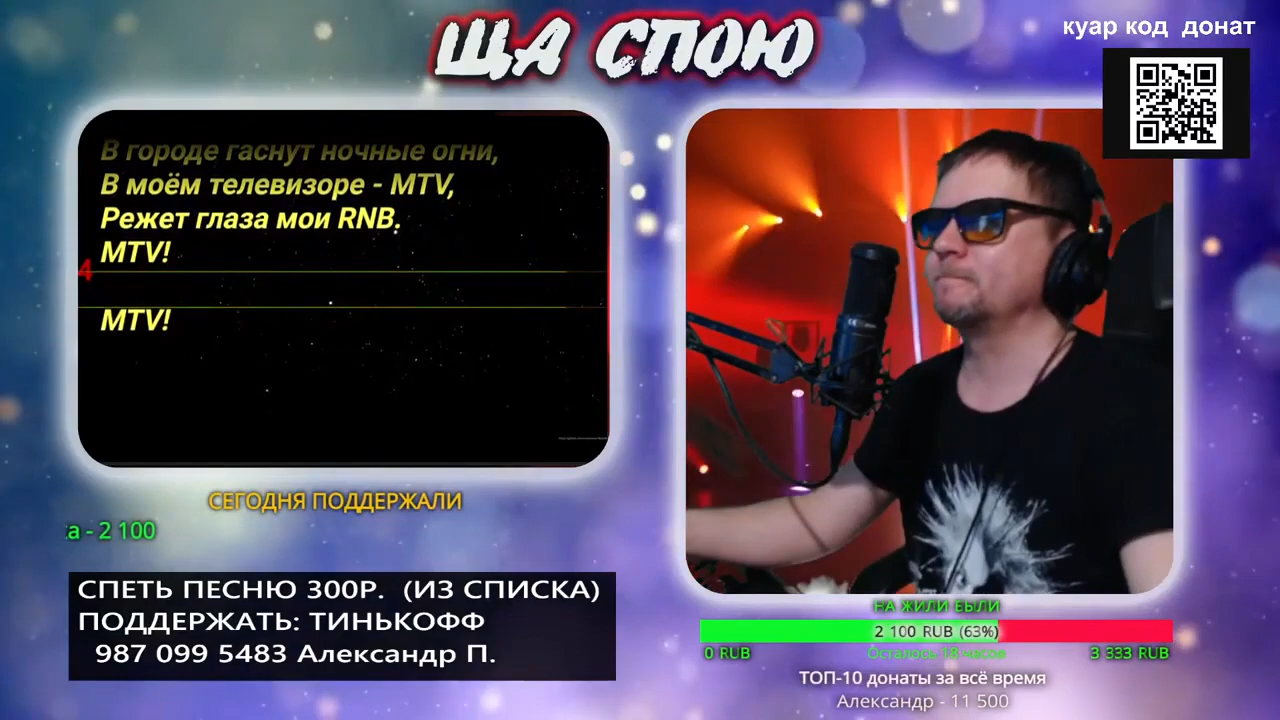 ЩА СПОЮ
куар код  донат
В городе гаснут ночные огни,
В моём телевизоре - MTV,
Режет глаза мои RNB.
MTV!
4
MTV!
СЕГОДНЯ ПОДДЕРЖАЛИ
ка - 2 100
СПЕТЬ ПЕСНЮ 300Р.  (ИЗ СПИСКА)
ПОДДЕРЖАТЬ: ТИНЬКОФФ
987 099 5483 Александр П.
НА ЖИЛИ БЫЛИ
2 100 RUB (63%)
0 RUB
Осталось 18 часов
3 333 RUB
ТОП-10 донаты за всё время
Александр - 11 500